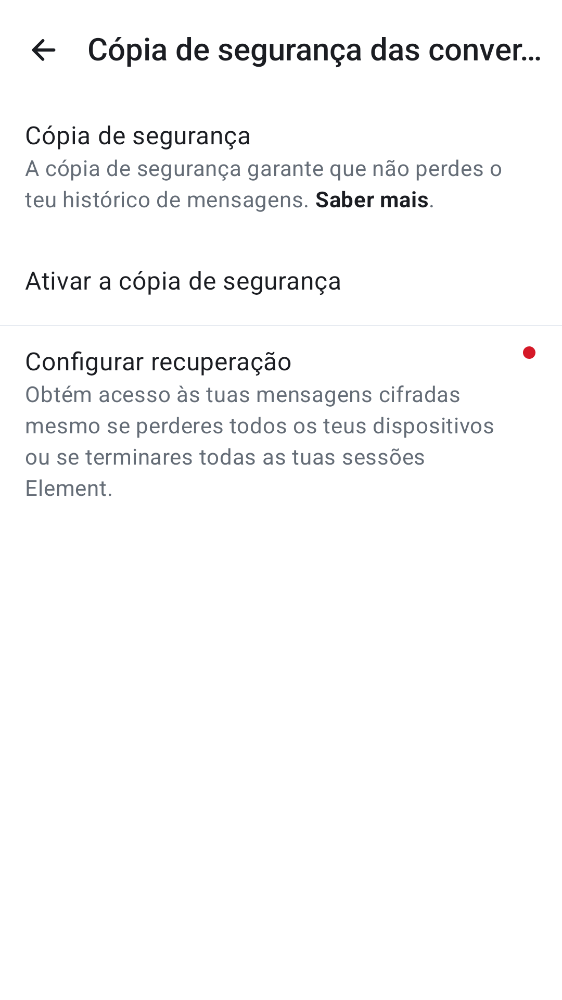 Cópia de segurança das conver...
Cópia de segurança
A cópia de segurança garante que não perdes o
teu histórico de mensagens. Saber mais.
Ativar a cópia de segurança
Configurar recuperação
Obtém acesso às tuas mensagens cifradas
mesmo se perderes todos os teus dispositivos
ou se terminares todas as tuas sessões
Element.